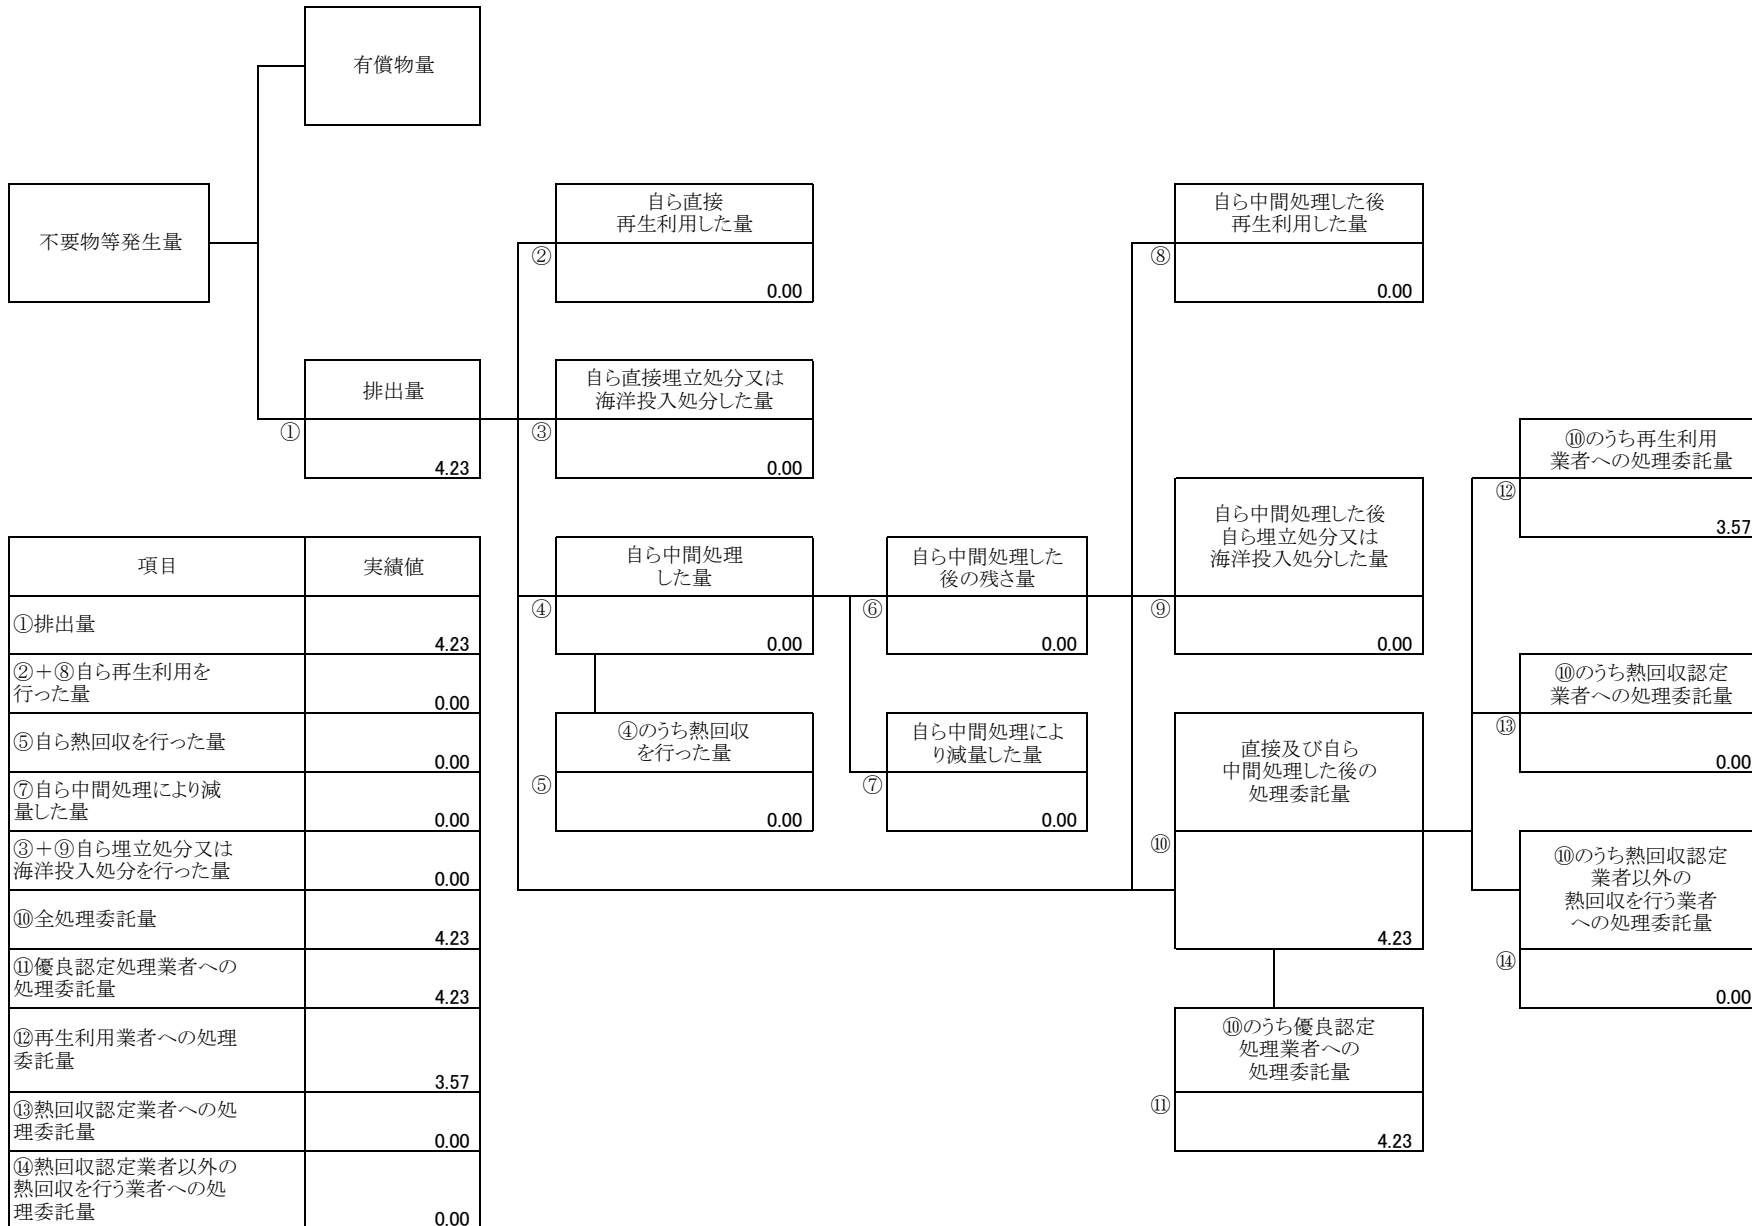 有償物量
不要物等発生量
自ら直接
再生利用した量
②
0.00
自ら中間処理した後
再生利用した量
⑧
0.00
排出量
①
4.23
自ら直接埋立処分又は
海洋投入処分した量
③
0.00
⑩のうち再生利用
業者への処理委託量
⑫
3.57
自ら中間処理した後
自ら埋立処分又は
海洋投入処分した量
⑨
0.00
自ら中間処理
した量
④
0.00
自ら中間処理した
後の残さ量
⑥
0.00
⑩のうち熱回収認定
業者への処理委託量
⑬
0.00
④のうち熱回収
を行った量
⑤
0.00
自ら中間処理によ
り減量した量
⑦
0.00
直接及び自ら
中間処理した後の
処理委託量
⑩
4.23
⑩のうち熱回収認定
業者以外の
熱回収を行う業者
への処理委託量
⑭
0.00
⑩のうち優良認定
処理業者への
処理委託量
⑪
4.23
項目 実績値
①排出量
4.23
②＋⑧自ら再生利用を
行った量
0.00
⑤自ら熱回収を行った量
0.00
⑦自ら中間処理により減
量した量
0.00
③＋⑨自ら埋立処分又は
海洋投入処分を行った量
0.00
⑩全処理委託量
4.23
⑪優良認定処理業者への
処理委託量
4.23
⑫再生利用業者への処理
委託量
3.57
⑬熱回収認定業者への処
理委託量
0.00
⑭熱回収認定業者以外の
熱回収を行う業者への処
理委託量
0.00